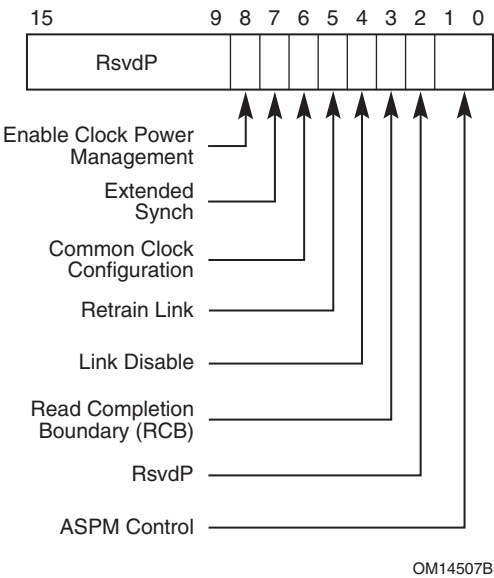 15 9 8 7 6 5 4 3 2 1 0
RsvdP
Enable Clock Power
Management
Extended
Synch
Common Clock
Configuration
Retrain Link
Link Disable
Read Completion
Boundary (RCB)
RsvdP
ASPM Control
OM14507B